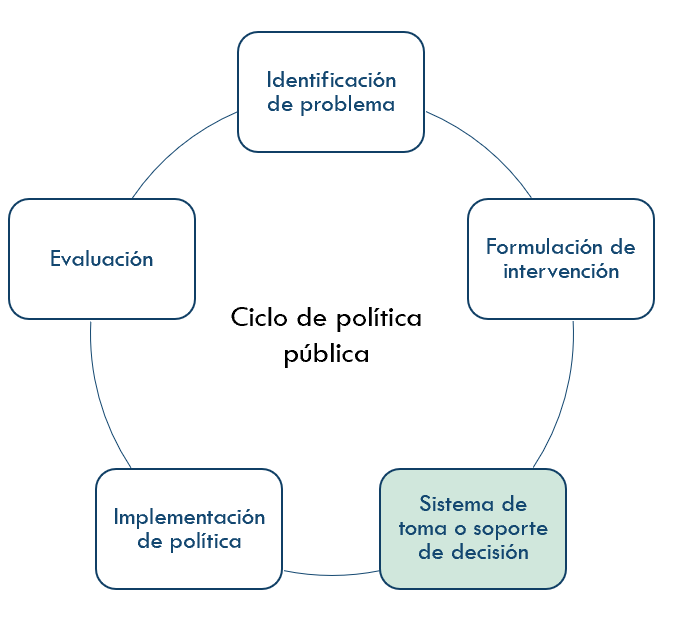 Identificación
de problema
Formulación de
intervención
Sistema de
toma o soporte
de decisión
Implementación
de política
Evaluación
Ciclo de política
pública